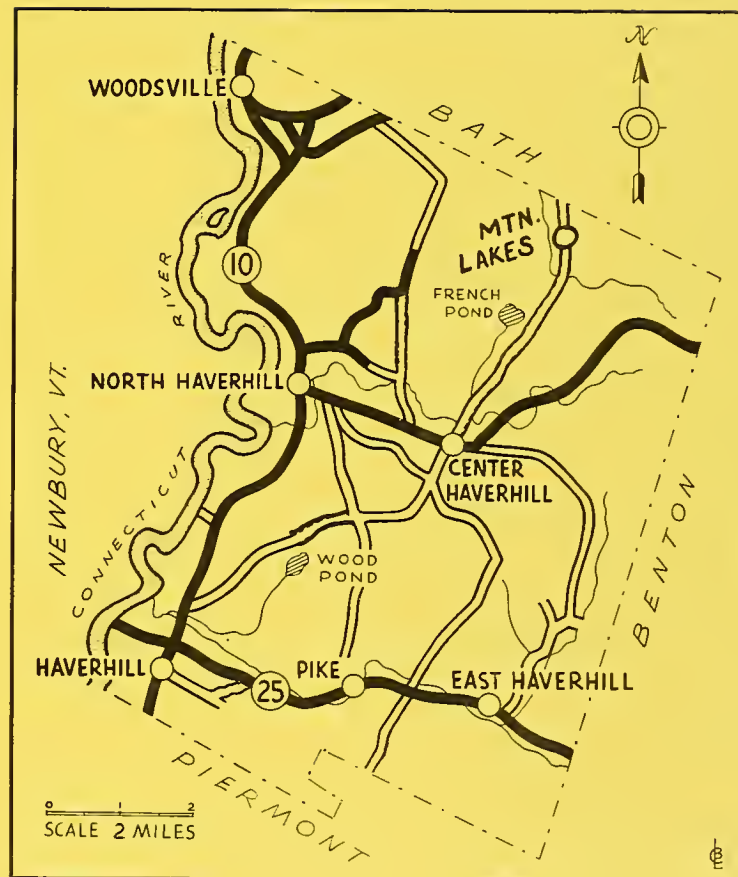 N
WOODSVILLE
BATH
MTN.
LAKES
10
RIVER
FRENCH
POND
NORTH HAVERHILL
NEWBURY, VT.
CENTER
HAVERHILL
CONNECTICUT
WOOD
POND
BENTON
HAVERHILL
PIKE
25
EAST HAVERHILL
PIERMONT
0 1 2
SCALE 2 MILES